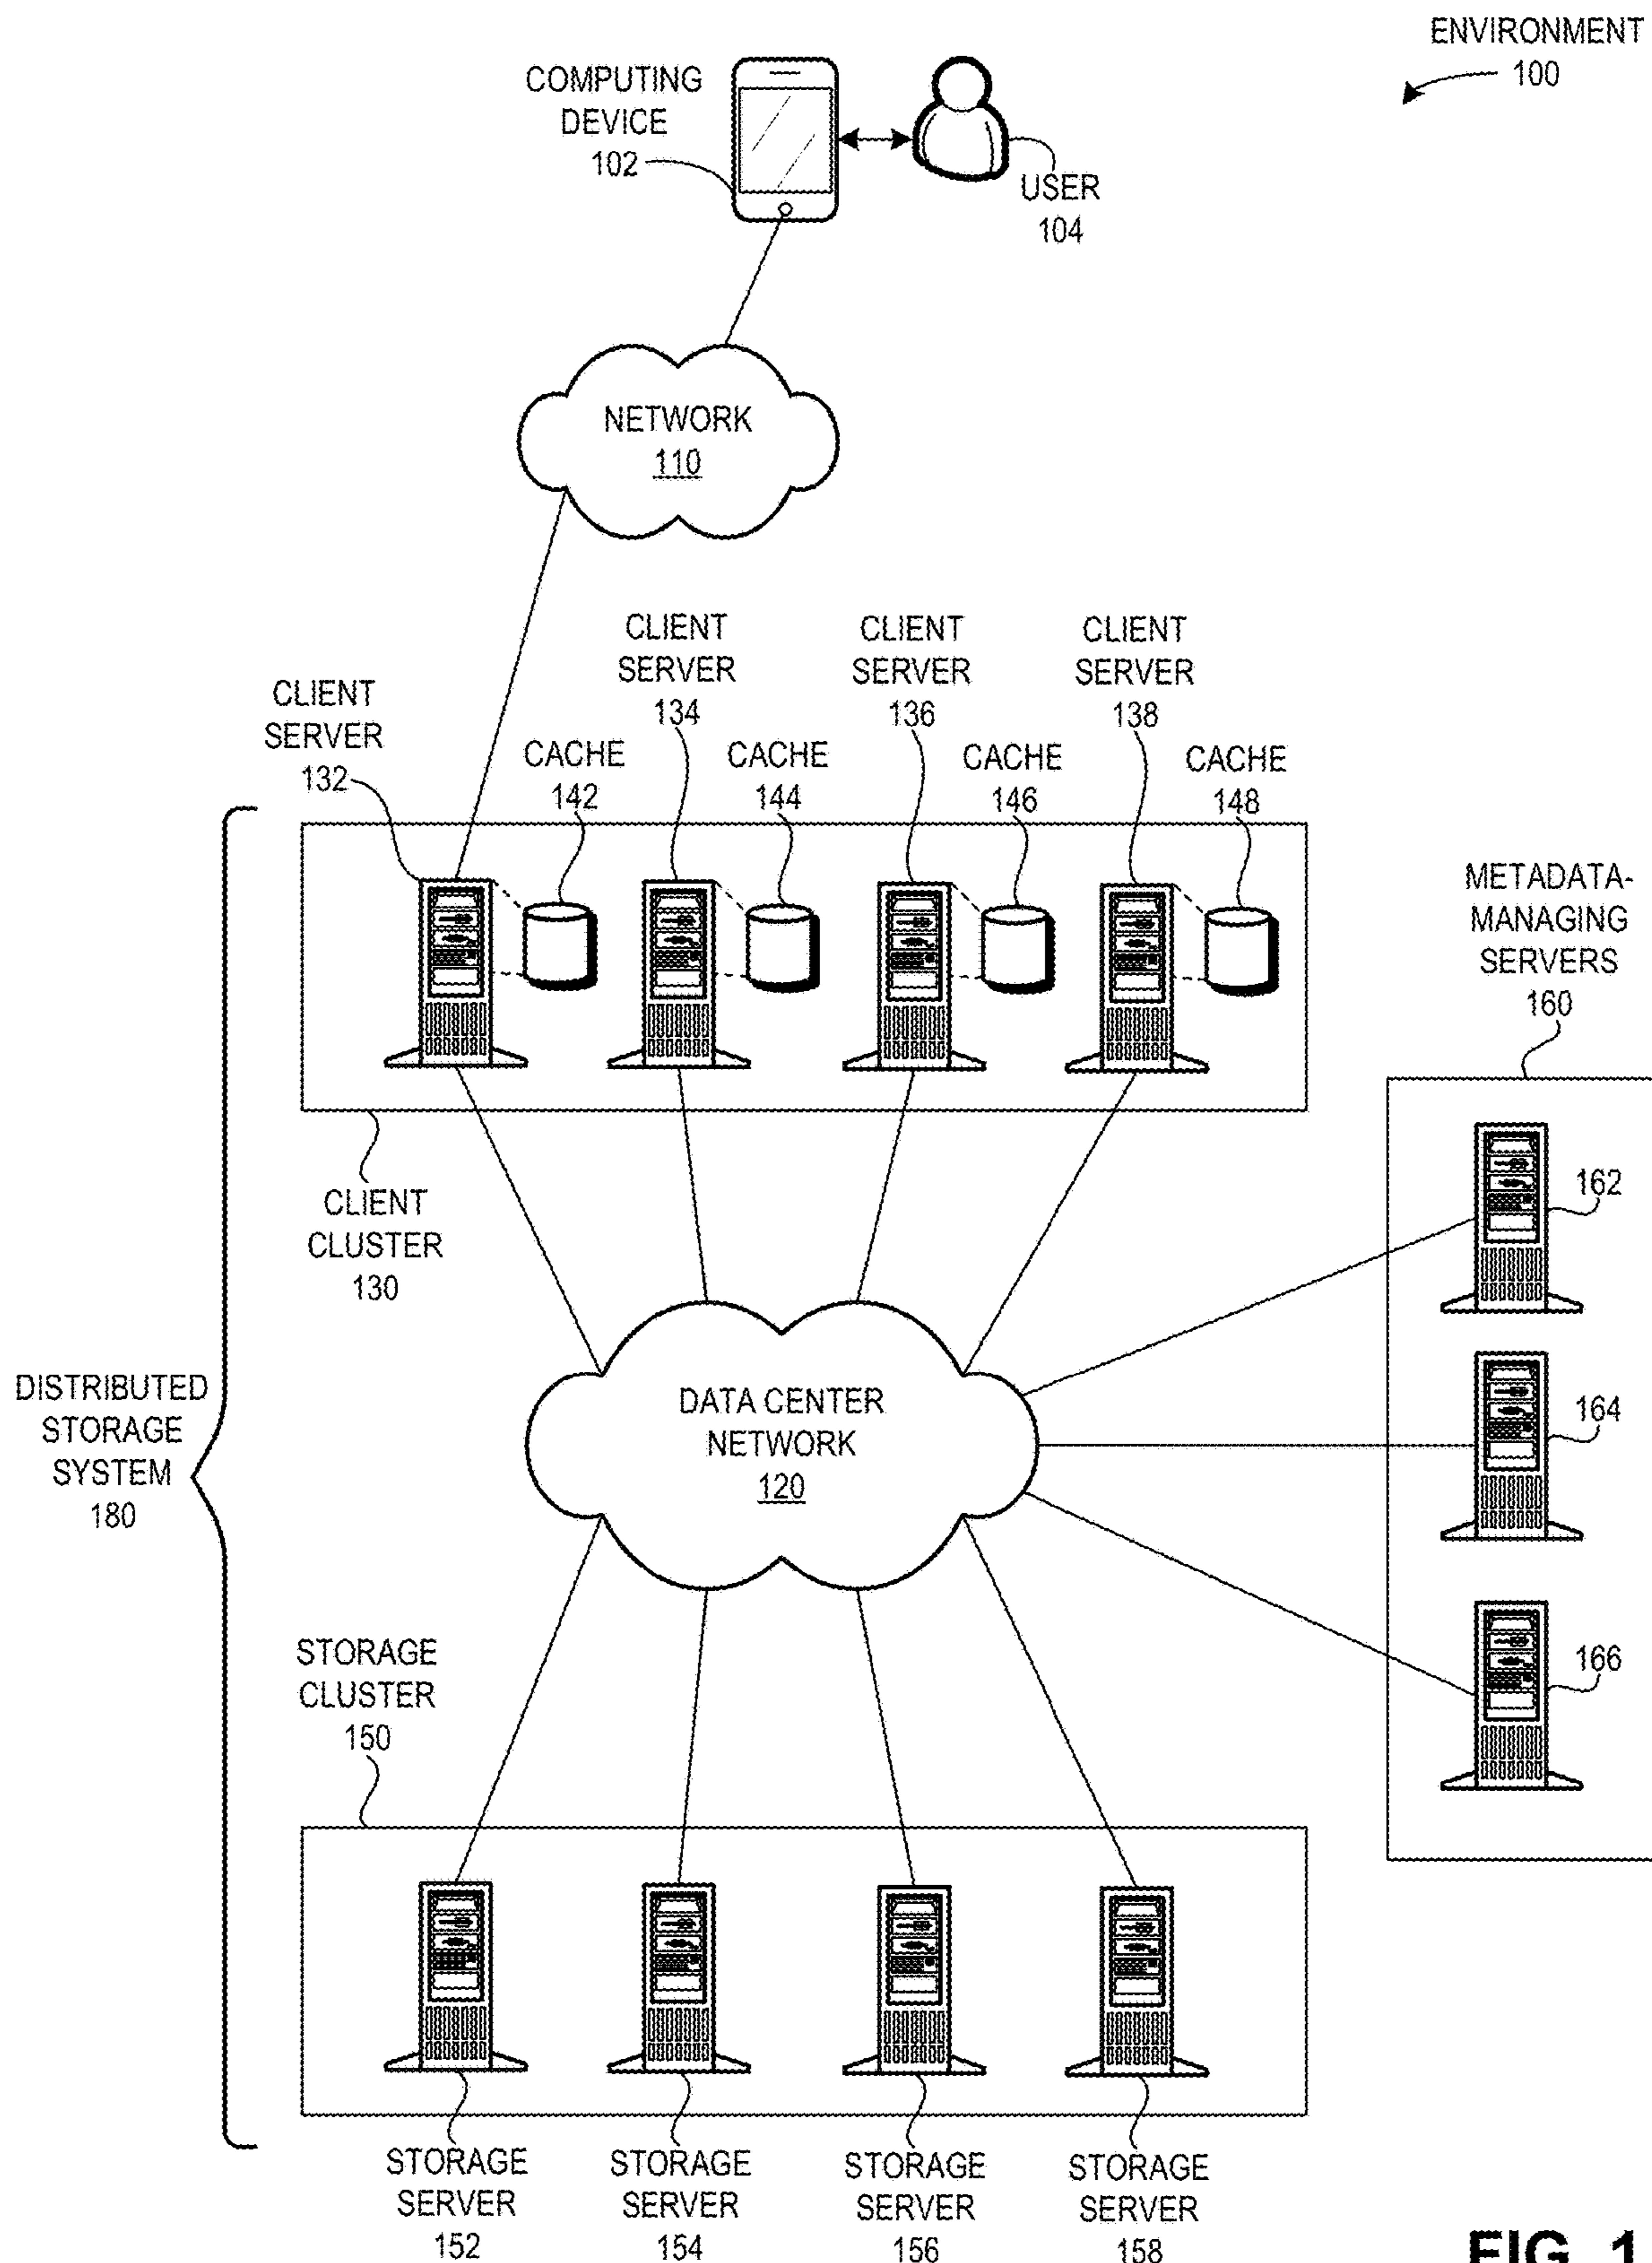 ENVIRONMENT
100
COMPUTING
DEVICE
102
USER
104
NETWORK
110
CLIENT
SERVER
132
CLIENT
SERVER
134
CLIENT
SERVER
136
CLIENT
SERVER
138
CACHE
142
CACHE
144
CACHE
146
CACHE
148
METADATA-
MANAGING
SERVERS
160
162
164
166
CLIENT
CLUSTER
130
DISTRIBUTED
STORAGE
SYSTEM
180
DATA CENTER
NETWORK
120
STORAGE
CLUSTER
150
STORAGE
SERVER
152
STORAGE
SERVER
154
STORAGE
SERVER
156
STORAGE
SERVER
158
FIG. 1